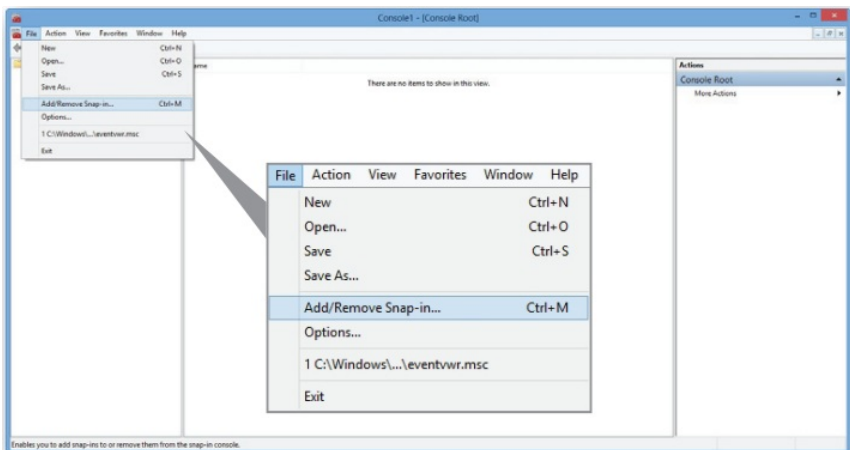 Console1 - [Console Root]
File Action View Favorites Window Help
New Ctrl+N
Open... Ctrl+O
Save Ctrl+S
Save As...
Add/Remove Snap-in... Ctrl+M
Options...
1 C:\Windows\...\eventvwr.msc
Exit
ame
There are no items to show in this view.
Actions
Console Root
More Actions
File Action View Favorites Window Help
New Ctrl+N
Open... Ctrl+O
Save Ctrl+S
Save As...
Add/Remove Snap-in... Ctrl+M
Options...
1 C:\Windows\...\eventvwr.msc
Exit
Enables you to add snap-ins to or remove them from the snap-in console.